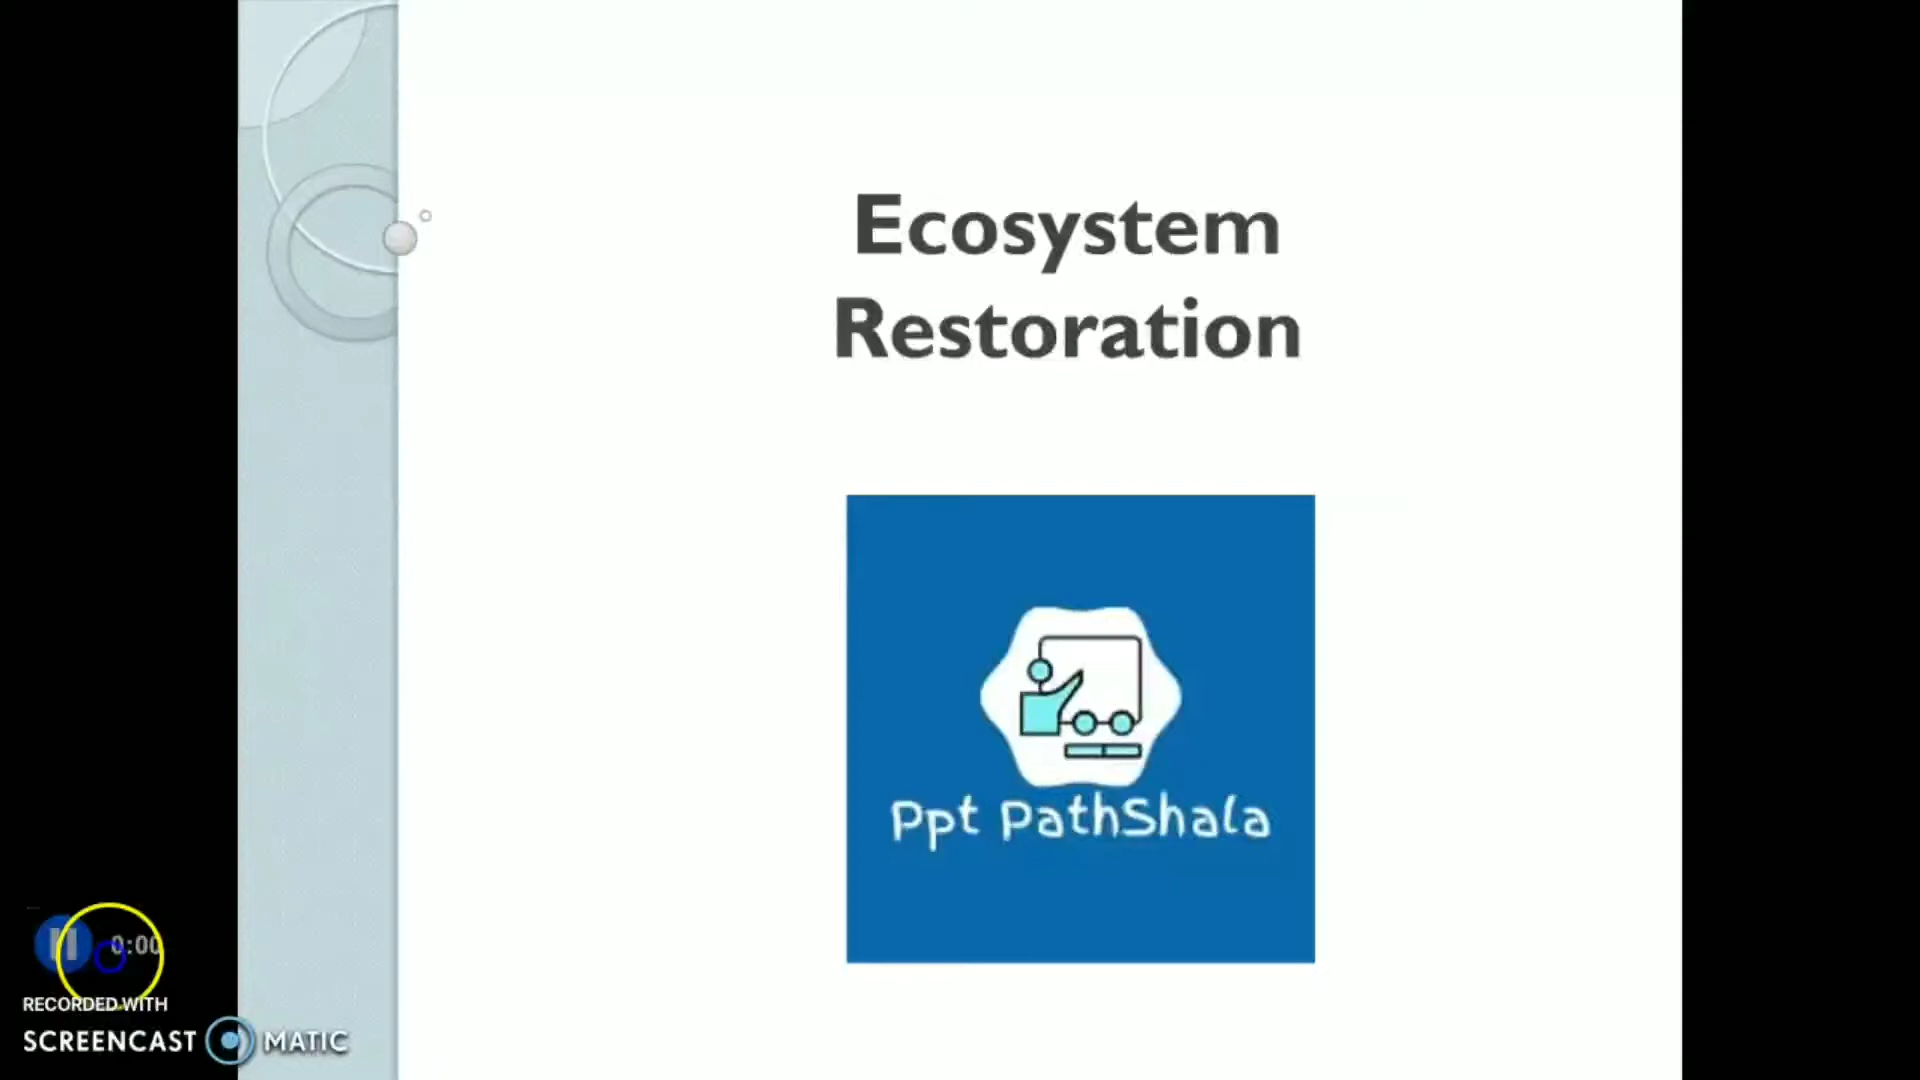 Ecosystem
Restoration
Ppt PathShala
0:00
RECORDED WITH
SCREENCAST MATIC